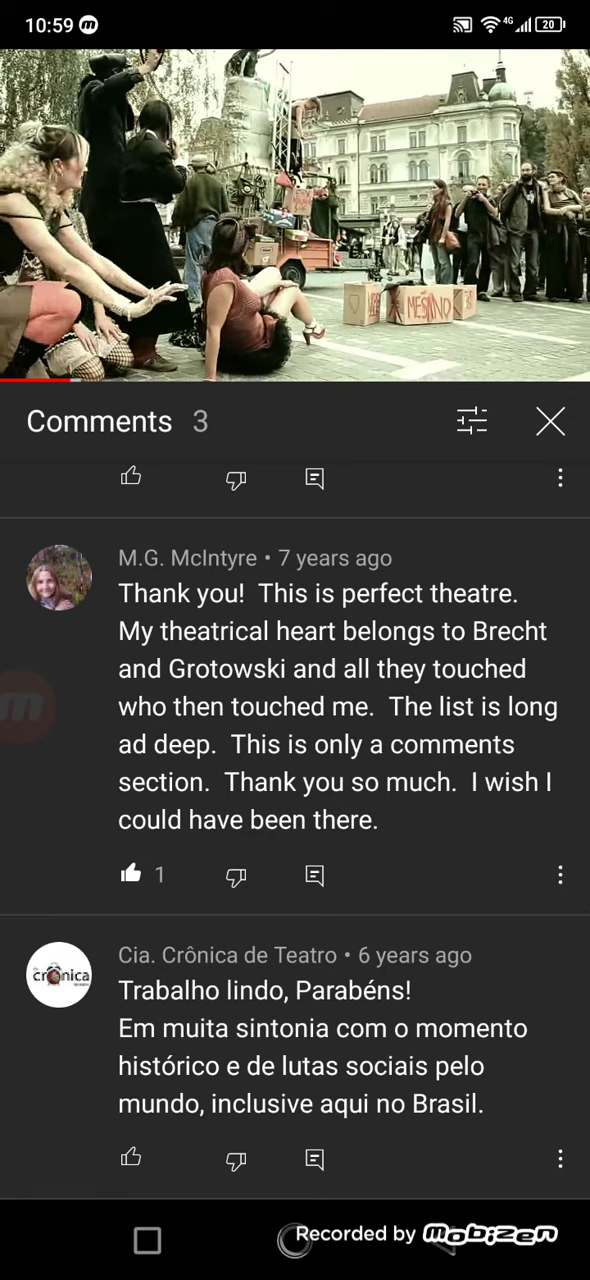 10:59 m 4G 20
MESANO
Comments 3
M.G. McIntyre • 7 years ago
Thank you!  This is perfect theatre.
My theatrical heart belongs to Brecht
and Grotowski and all they touched
who then touched me.  The list is long
ad deep.  This is only a comments
section.  Thank you so much.  I wish I
could have been there.
1
Cia. Crônica de Teatro • 6 years ago
crônica
Trabalho lindo, Parabéns!
Em muita sintonia com o momento
histórico e de lutas sociais pelo
mundo, inclusive aqui no Brasil.
Recorded by mobizen